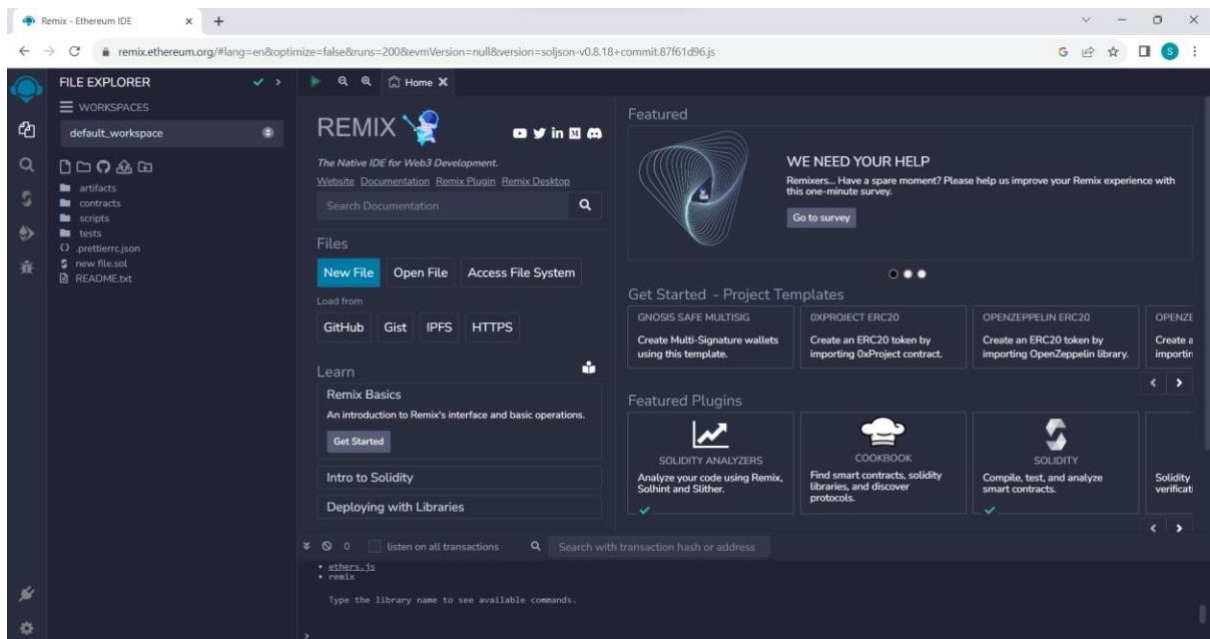 Remix - Ethereum IDE
remix.ethereum.org/#lang=en&optimize=false&runs=200&evmVersion=null&version=soljson-v0.8.18+commit.87f61d96.js
G
S
FILE EXPLORER
WORKSPACES
default_workspace
artifacts
contracts
scripts
tests
.prettierrc.json
new file.sol
README.txt
Home
REMIX
The Native IDE for Web3 Development.
Website Documentation Remix Plugin Remix Desktop
Search Documentation
Files
New File Open File Access File System
Load from
GitHub Gist IPFS HTTPS
Learn
Remix Basics
An introduction to Remix's interface and basic operations.
Get Started
Intro to Solidity
Deploying with Libraries
Featured
WE NEED YOUR HELP
Remixers... Have a spare moment? Please help us improve your Remix experience with
this one-minute survey.
Go to survey
Get Started - Project Templates
GNOSIS SAFE MULTISIG
Create Multi-Signature wallets
using this template.
0XPROJECT ERC20
Create an ERC20 token by
importing 0xProject contract.
OPENZEPPELIN ERC20
Create an ERC20 token by
importing OpenZeppelin library.
OPENZE
Create a
importin
Featured Plugins
SOLIDITY ANALYZERS
Analyze your code using Remix,
Solhint and Slither.
COOKBOOK
Find smart contracts, solidity
libraries, and discover
protocols.
SOLIDITY
Compile, test, and analyze
smart contracts.
Solidity
verificati
0 listen on all transactions Search with transaction hash or address
• ethers.js
• remix
Type the library name to see available commands.
>